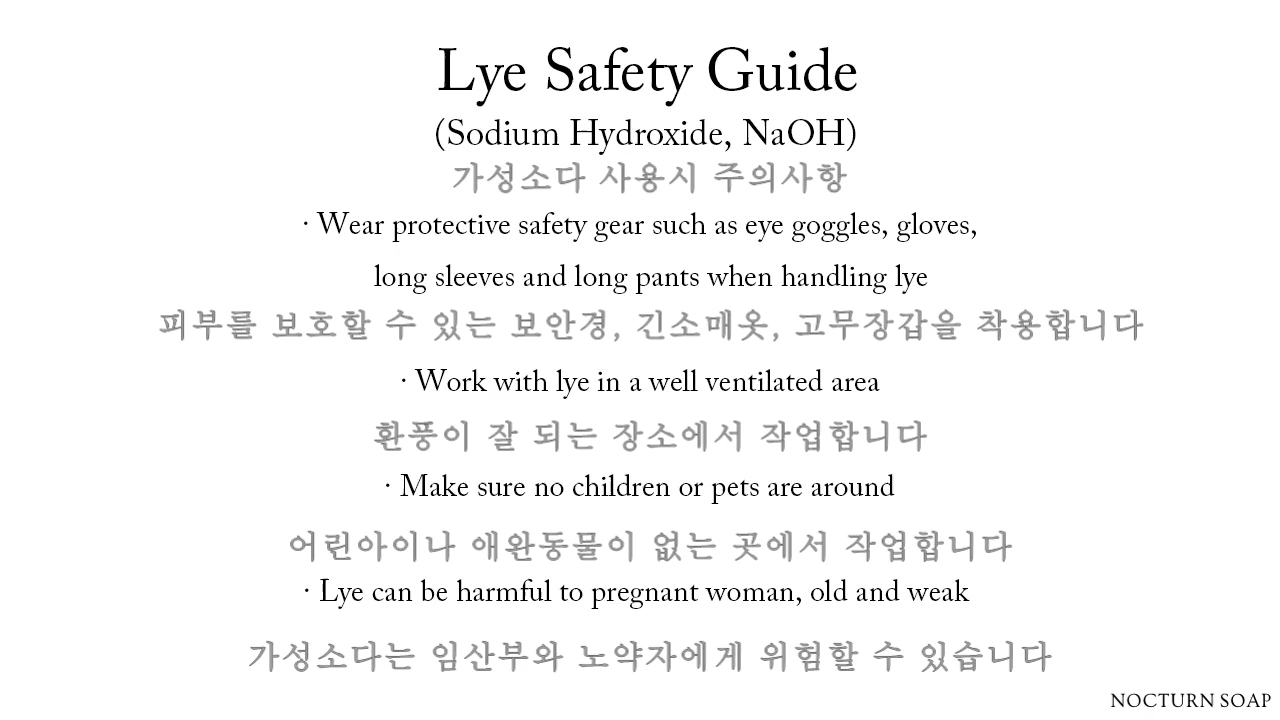 Lye Safety Guide
(Sodium Hydroxide, NaOH)
가성소다 사용시 주의사항
· Wear protective safety gear such as eye goggles, gloves,
long sleeves and long pants when handling lye
피부를 보호할 수 있는 보안경, 긴소매옷, 고무장갑을 착용합니다
· Work with lye in a well ventilated area
환풍이 잘 되는 장소에서 작업합니다
· Make sure no children or pets are around
어린아이나 애완동물이 없는 곳에서 작업합니다
· Lye can be harmful to pregnant woman, old and weak
가성소다는 임산부와 노약자에게 위험할 수 있습니다
NOCTURN SOAP